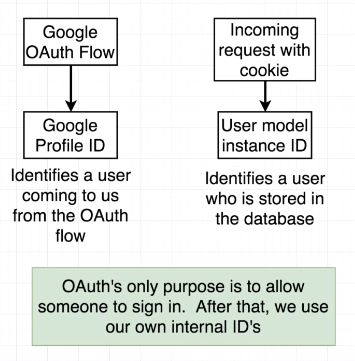 Google
OAuth Flow
Incoming
request with
cookie
Google
Profile ID
User model
instance ID
Identifies a user
coming to us
from the OAuth
flow
Identifies a user
who is stored in
the database
OAuth's only purpose is to allow
someone to sign in.  After that, we use
our own internal ID's